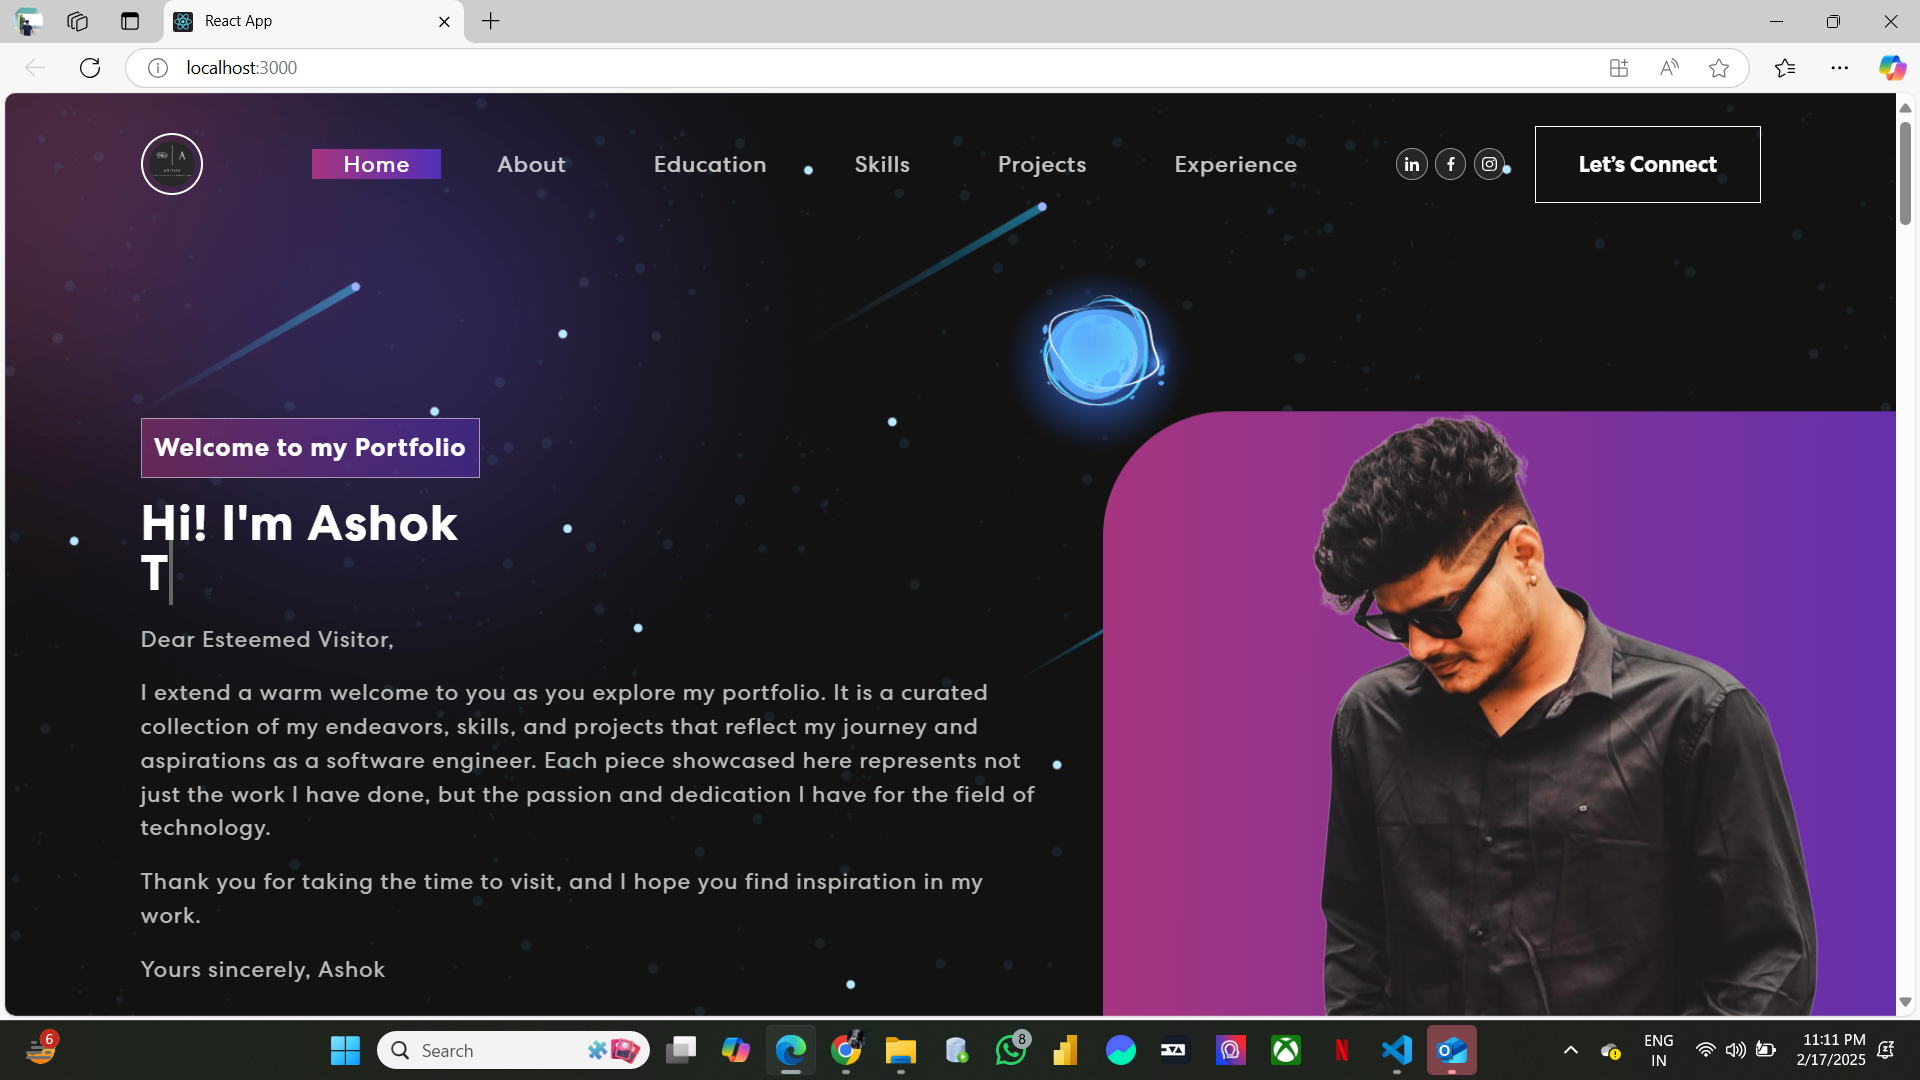 React App
localhost:3000
Home About Education Skills Projects Experience Let's Connect
Welcome to my Portfolio
Hi! I'm Ashok
T
Dear Esteemed Visitor,
I extend a warm welcome to you as you explore my portfolio. It is a curated
collection of my endeavors, skills, and projects that reflect my journey and
aspirations as a software engineer. Each piece showcased here represents not
just the work I have done, but the passion and dedication I have for the field of
technology.
Thank you for taking the time to visit, and I hope you find inspiration in my
work.
Yours sincerely, Ashok
6
Search
8
ENG
IN
11:11 PM
2/17/2025